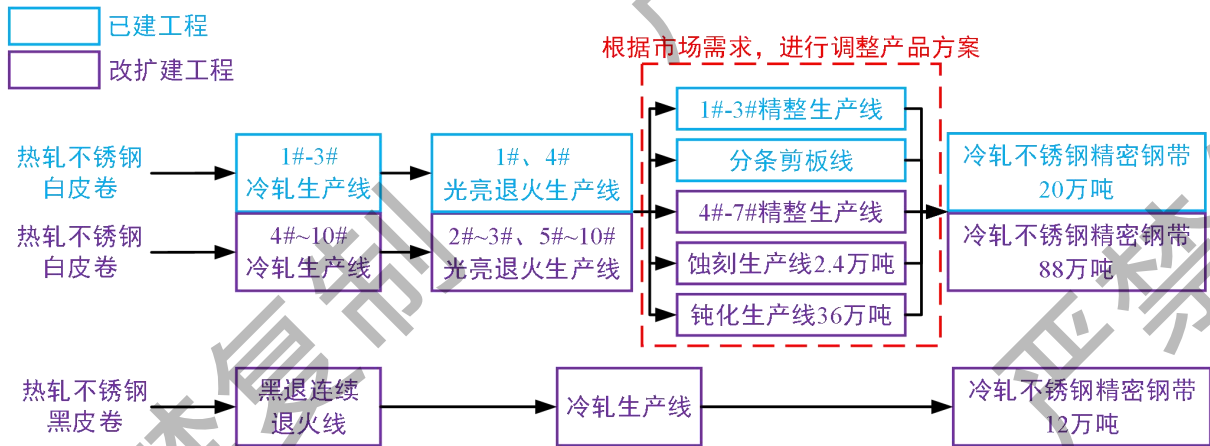 已建工程
改扩建工程
根据市场需求，进行调整产品方案
热轧不锈钢
白皮卷
1#-3#
冷轧生产线
1#、4#
光亮退火生产线
1#-3#精整生产线
分条剪板线
4#-7#精整生产线
蚀刻生产线2.4万吨
钝化生产线36万吨
冷轧不锈钢精密钢带
20万吨
热轧不锈钢
白皮卷
4#~10#
冷轧生产线
2#~3#、5#~10#
光亮退火生产线
冷轧不锈钢精密钢带
88万吨
热轧不锈钢
黑皮卷
黑退连续
退火线
冷轧生产线
冷轧不锈钢精密钢带
12万吨
禁复制
严禁